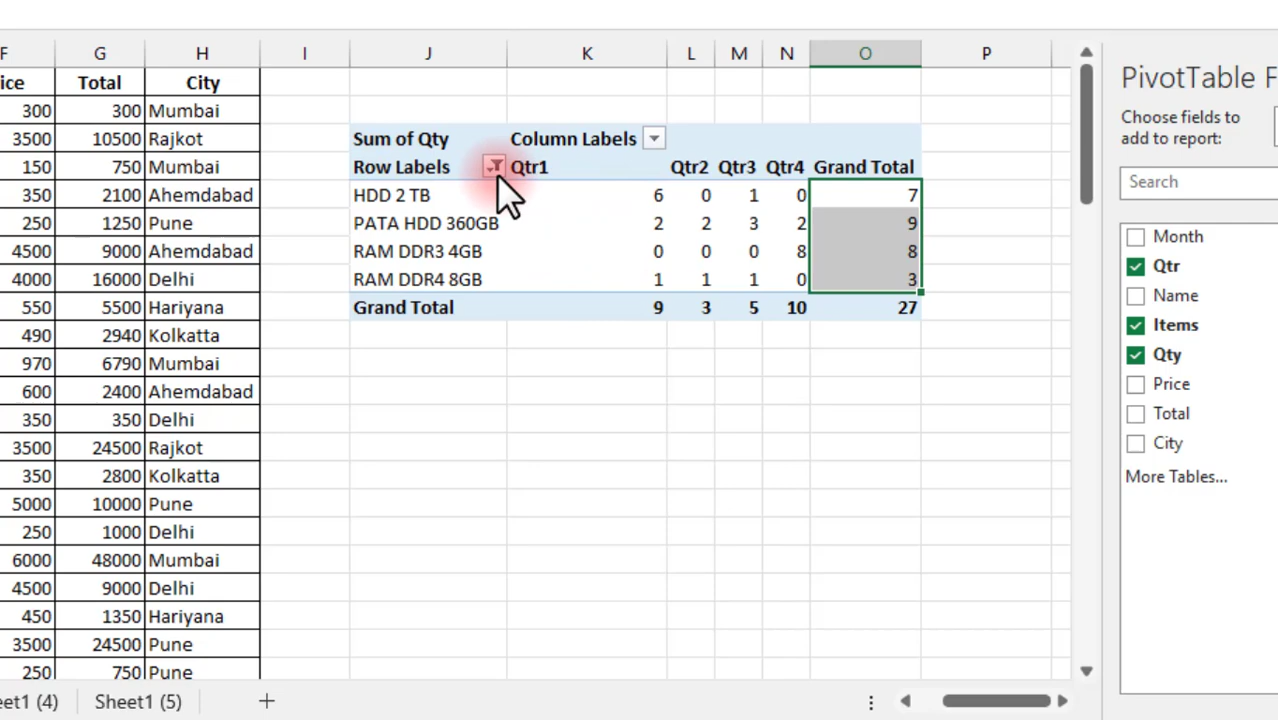 F G H I J K L M N O P
ice Total City
300 300 Mumbai
3500 10500 Rajkot
150 750 Mumbai
350 2100 Ahemdabad
250 1250 Pune
4500 9000 Ahemdabad
4000 16000 Delhi
550 5500 Hariyana
490 2940 Kolkatta
970 6790 Mumbai
600 2400 Ahemdabad
350 350 Delhi
3500 24500 Rajkot
350 2800 Kolkatta
5000 10000 Pune
250 1000 Delhi
6000 48000 Mumbai
4500 9000 Delhi
450 1350 Hariyana
3500 24500 Pune
250 750 Pune
Sum of Qty Column Labels
Row Labels Qtr1 Qtr2 Qtr3 Qtr4 Grand Total
HDD 2 TB 6 0 1 0 7
PATA HDD 360GB 2 2 3 2 9
RAM DDR3 4GB 0 0 0 8 8
RAM DDR4 8GB 1 1 1 0 3
Grand Total 9 3 5 10 27
PivotTable F
Choose fields to
add to report:
Search
Month
Qtr
Name
Items
Qty
Price
Total
City
More Tables...
eet1 (4) Sheet1 (5)